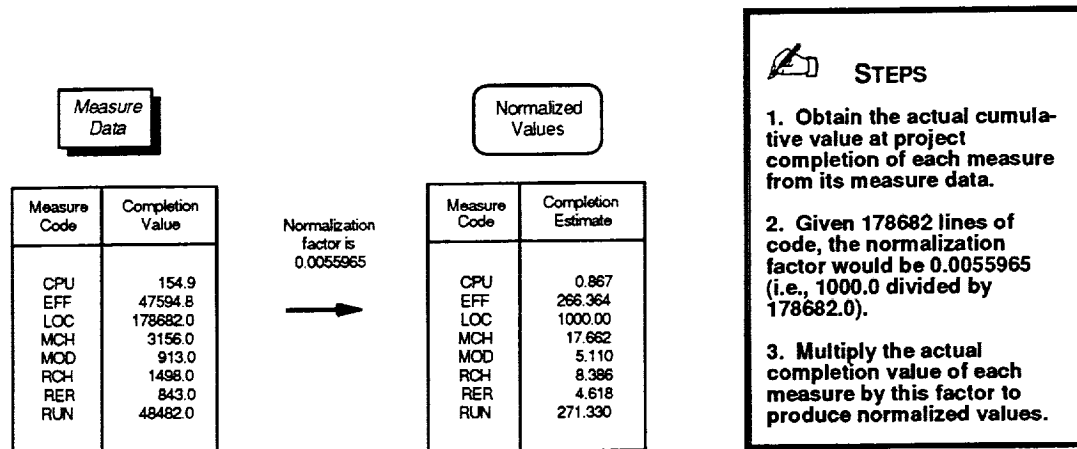 Measure
Data
Measure
Code
Completion
Value
CPU 154.9
EFF 47594.8
LOC 178682.0
MCH 3156.0
MOD 913.0
RCH 1498.0
RER 843.0
RUN 48482.0
Normalization
factor is
0.0055965
Normalized
Values
Measure
Code
Completion
Estimate
CPU 0.867
EFF 266.364
LOC 1000.00
MCH 17.662
MOD 5.110
RCH 8.386
RER 4.618
RUN 271.330
STEPS
1. Obtain the actual cumula-
tive value at project
completion of each measure
from its measure data.
2. Given 178682 lines of
code, the normalization
factor would be 0.0055965
(i.e., 1000.0 divided by
178682.0).
3. Multiply the actual
completion value of each
measure by this factor to
produce normalized values.